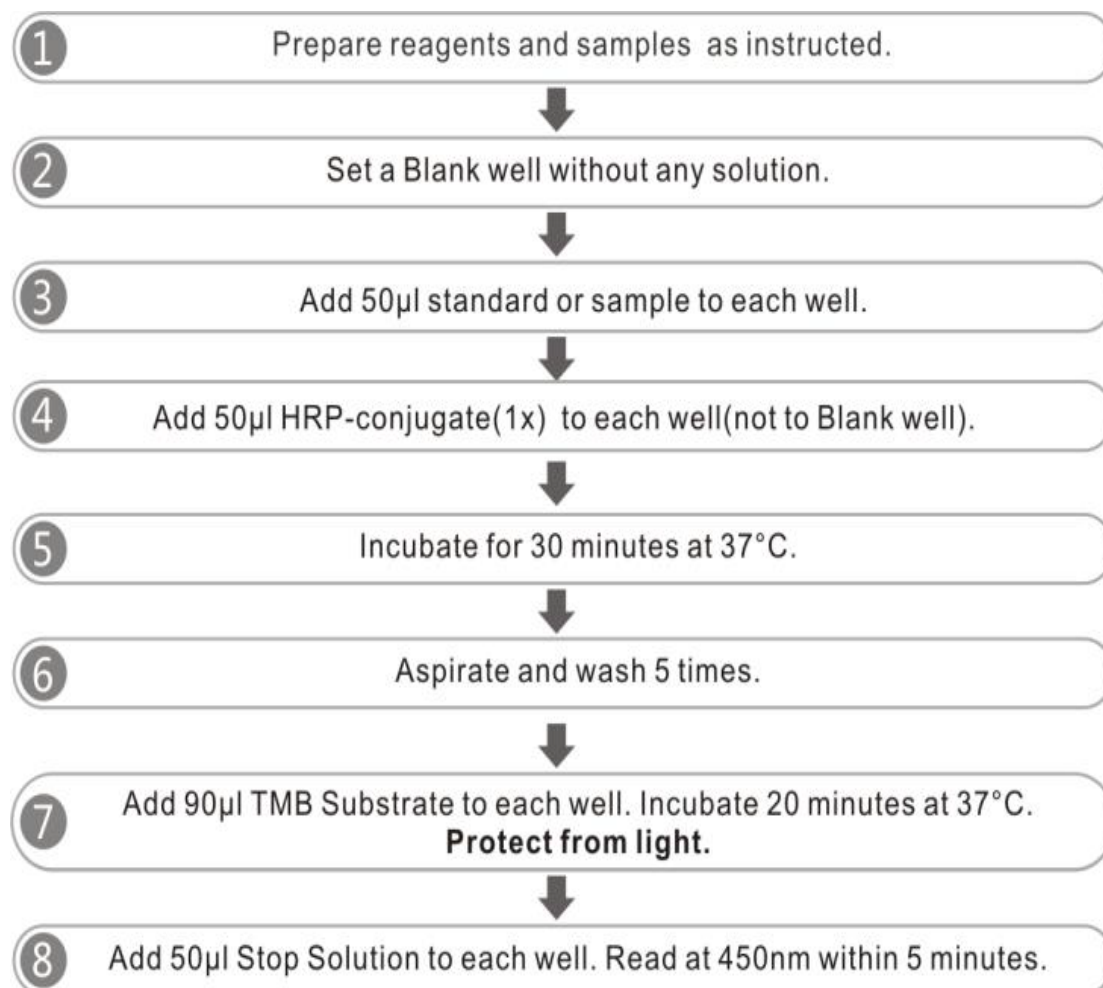 1 Prepare reagents and samples as instructed.
2 Set a Blank well without any solution.
3 Add 50μl standard or sample to each well.
4 Add 50μl HRP-conjugate(1x) to each well(not to Blank well).
5 Incubate for 30 minutes at 37°C.
6 Aspirate and wash 5 times.
7 Add 90μl TMB Substrate to each well. Incubate 20 minutes at 37°C.
Protect from light.
8 Add 50μl Stop Solution to each well. Read at 450nm within 5 minutes.